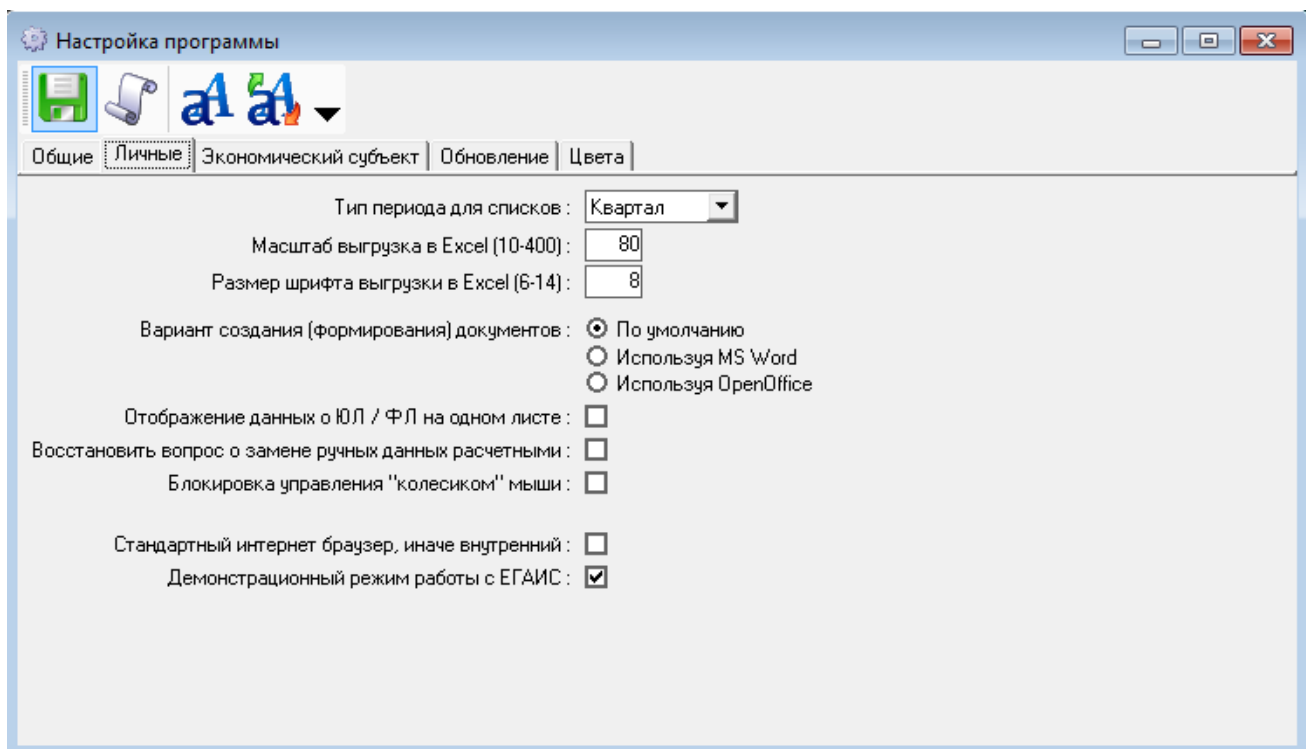 Настройка программы
Общие Личные Экономический субъект Обновление Цвета
Тип периода для списков : Квартал
Масштаб выгрузка в Excel (10-400) : 80
Размер шрифта выгрузки в Excel (6-14) : 8
Вариант создания (формирования) документов : По умолчанию
Используя MS Word
Используя OpenOffice
Отображение данных о ЮЛ / ФЛ на одном листе :
Восстановить вопрос о замене ручных данных расчетными :
Блокировка управления "колесиком" мыши :
Стандартный интернет браузер, иначе внутренний :
Демонстрационный режим работы с ЕГАИС :